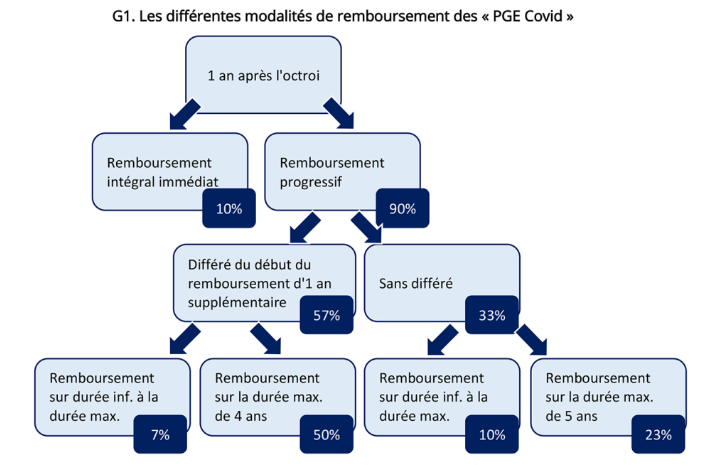 G1. Les différentes modalités de remboursement des « PGE Covid »
1 an après l'octroi
Remboursement
intégral immédiat
10%
Remboursement
progressif
90%
Différé du début du
remboursement d'1 an
supplémentaire
57%
Sans différé
33%
Remboursement
sur durée inf. à la
durée max.
7%
Remboursement
sur la durée max.
de 4 ans
50%
Remboursement
sur durée inf. à la
durée max.
10%
Remboursement
sur la durée max.
de 5 ans
23%